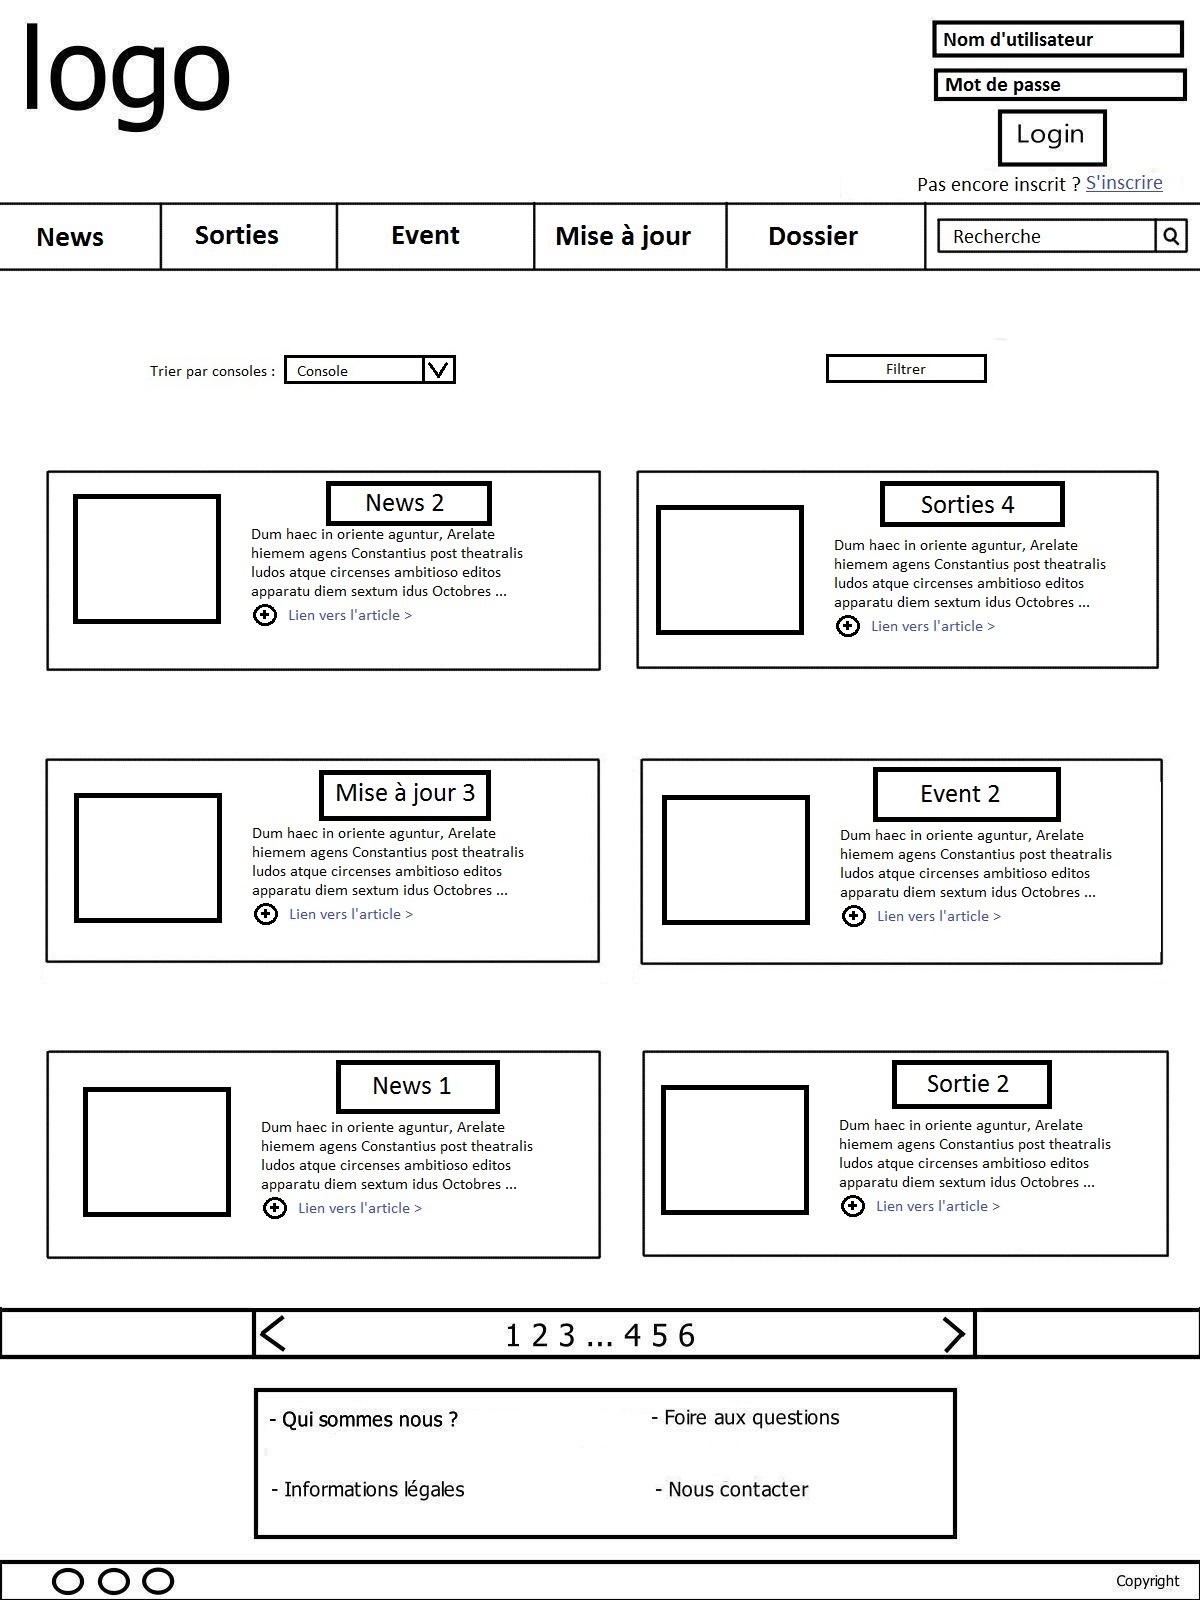 logo
Nom d'utilisateur
Mot de passe
Login
Pas encore inscrit ? S'inscrire
News Sorties Event Mise à jour Dossier Recherche
Trier par consoles : Console Filtrer
News 2
Dum haec in oriente aguntur, Arelate
hiemem agens Constantius post theatralis
ludos atque circenses ambitioso editos
apparatu diem sextum idus Octobres ...
Lien vers l'article >
Sorties 4
Dum haec in oriente aguntur, Arelate
hiemem agens Constantius post theatralis
ludos atque circenses ambitioso editos
apparatu diem sextum idus Octobres ...
Lien vers l'article >
Mise à jour 3
Dum haec in oriente aguntur, Arelate
hiemem agens Constantius post theatralis
ludos atque circenses ambitioso editos
apparatu diem sextum idus Octobres ...
Lien vers l'article >
Event 2
Dum haec in oriente aguntur, Arelate
hiemem agens Constantius post theatralis
ludos atque circenses ambitioso editos
apparatu diem sextum idus Octobres ...
Lien vers l'article >
News 1
Dum haec in oriente aguntur, Arelate
hiemem agens Constantius post theatralis
ludos atque circenses ambitioso editos
apparatu diem sextum idus Octobres ...
Lien vers l'article >
Sortie 2
Dum haec in oriente aguntur, Arelate
hiemem agens Constantius post theatralis
ludos atque circenses ambitioso editos
apparatu diem sextum idus Octobres ...
Lien vers l'article >
< 1 2 3 ... 4 5 6 >
- Qui sommes nous ? - Foire aux questions
- Informations légales - Nous contacter
Copyright